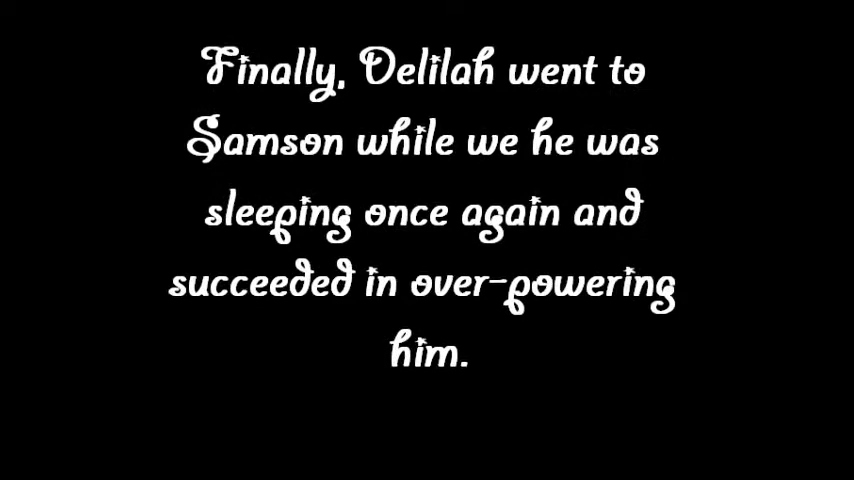 Finally, Delilah went to
Samson while we he was
sleeping once again and
succeeded in over-powering
him.